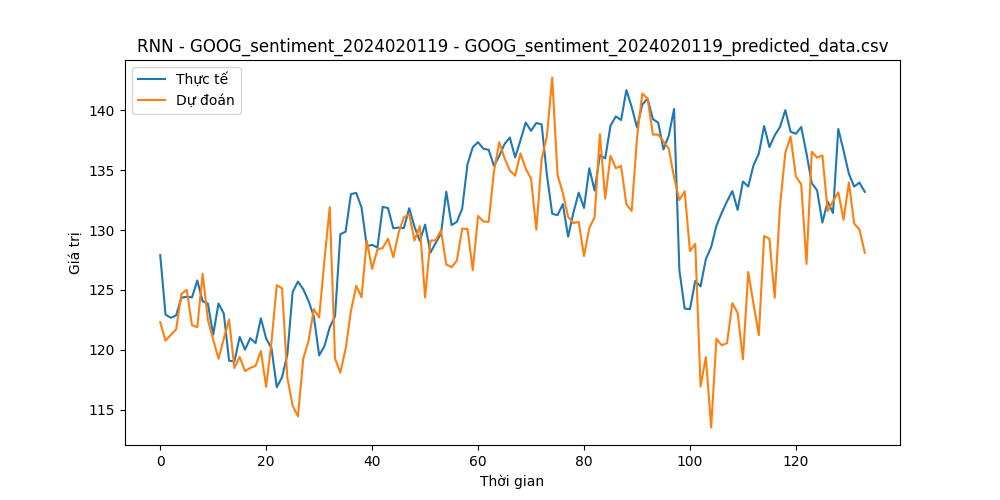 RNN - GOOG_sentiment_2024020119 - GOOG_sentiment_2024020119_predicted_data.csv
Thực tế
Dự đoán
Giá trị
140
135
130
125
120
115
0 20 40 60 80 100 120
Thời gian